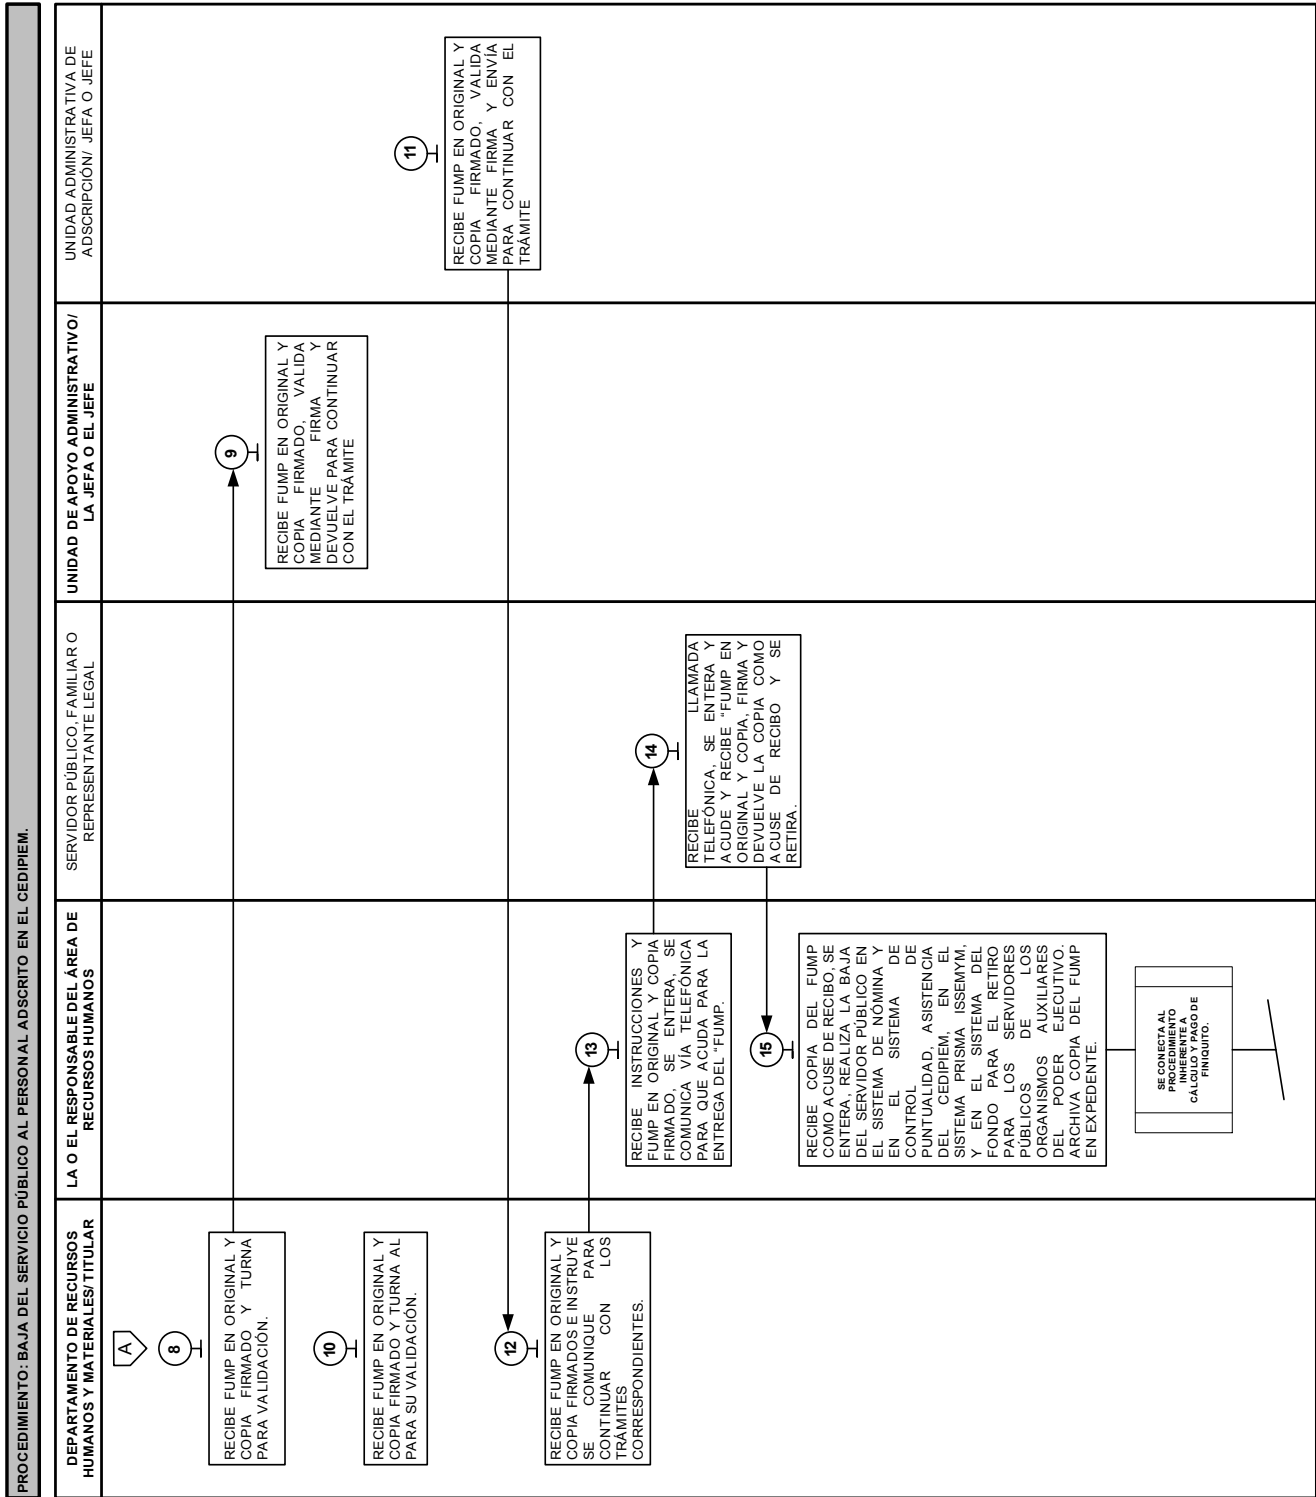 PROCEDIMIENTO: BAJA DEL SERVICIO PÚBLICO AL PERSONAL ADSCRITO EN EL CEDIPIEM.
DEPARTAMENTO DE RECURSOS
HUMANOS Y MATERIALES/TITULAR
LA O EL RESPONSABLE DEL ÁREA DE
RECURSOS HUMANOS
SERVIDOR PÚBLICO, FAMILIAR O
REPRESENTANTE LEGAL
UNIDAD DE APOYO ADMINISTRATIVO/
LA JEFA O EL JEFE
UNIDAD ADMINISTRATIVA DE
ADSCRIPCIÓN/ JEFA O JEFE
A
8
RECIBE FUMP EN ORIGINAL Y
COPIA FIRMADO Y TURNA
PARA VALIDACIÓN.
9
RECIBE FUMP EN ORIGINAL Y
COPIA FIRMADO, VALIDA
MEDIANTE FIRMA Y
DEVUELVE PARA CONTINUAR
CON EL TRÁMITE
10
RECIBE FUMP EN ORIGINAL Y
COPIA FIRMADO Y TURNA AL
PARA SU VALIDACIÓN.
11
RECIBE FUMP EN ORIGINAL Y
COPIA FIRMADO, VALIDA
MEDIANTE FIRMA Y ENVÍA
PARA CONTINUAR CON EL
TRÁMITE
12
RECIBE FUMP EN ORIGINAL Y
COPIA FIRMADOS E INSTRUYE
SE COMUNIQUE PARA
CONTINUAR CON LOS
TRÁMITES
CORRESPONDIENTES.
13
RECIBE INSTRUCCIONES Y
FUMP EN ORIGINAL Y COPIA
FIRMADO, SE ENTERA, SE
COMUNICA VÍA TELEFÓNICA
PARA QUE ACUDA PARA LA
ENTREGA DEL "FUMP.
14
RECIBE LLAMADA
TELEFÓNICA, SE ENTERA Y
ACUDE Y RECIBE "FUMP EN
ORIGINAL Y COPIA, FIRMA Y
DEVUELVE LA COPIA COMO
ACUSE DE RECIBO Y SE
RETIRA.
15
RECIBE COPIA DEL FUMP
COMO ACUSE DE RECIBO, SE
ENTERA, REALIZA LA BAJA
DEL SERVIDOR PÚBLICO EN
EL SISTEMA DE NÓMINA Y
EN EL SISTEMA DE
CONTROL DE
PUNTUALIDAD, ASISTENCIA
DEL CEDIPIEM, EN EL
SISTEMA PRISMA ISSEMYM,
Y EN EL SISTEMA DEL
FONDO PARA EL RETIRO
PARA LOS SERVIDORES
PÚBLICOS DE LOS
ORGANISMOS AUXILIARES
DEL PODER EJECUTIVO.
ARCHIVA COPIA DEL FUMP
EN EXPEDIENTE.
SE CONECTA AL
PROCEDIMIENTO
INHERENTE A
CÁLCULO Y PAGO DE
FINIQUITO.